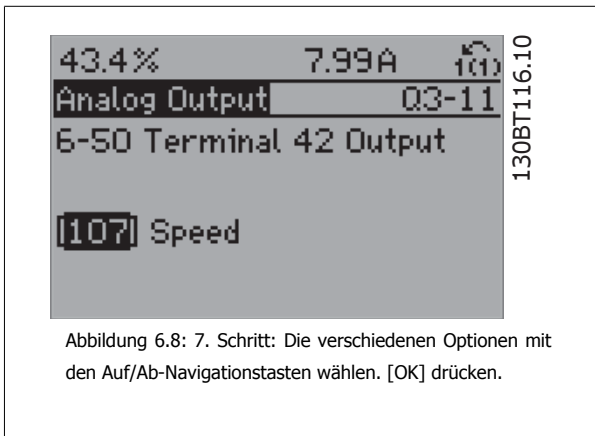 43.4% 7.99A 1(1)
Analog Output Q3-11
6-50 Terminal 42 Output
[107] Speed
130BT116.10
Abbildung 6.8: 7. Schritt: Die verschiedenen Optionen mit
den Auf/Ab-Navigationstasten wählen. [OK] drücken.